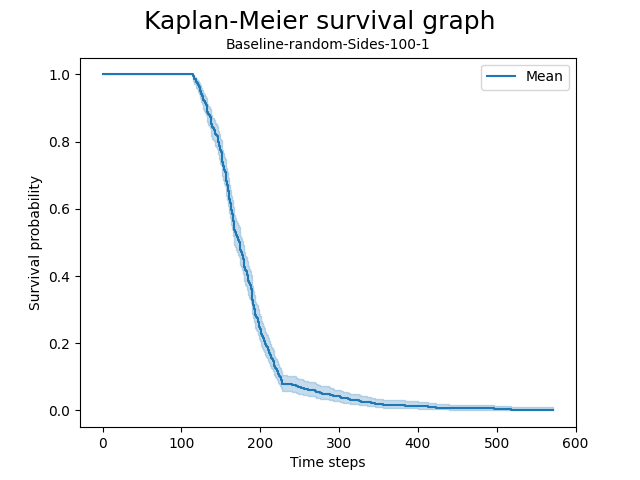 Kaplan-Meier survival graph
Baseline-random-Sides-100-1
Mean
Survival probability
1.0
0.8
0.6
0.4
0.2
0.0
0 100 200 300 400 500 600
Time steps